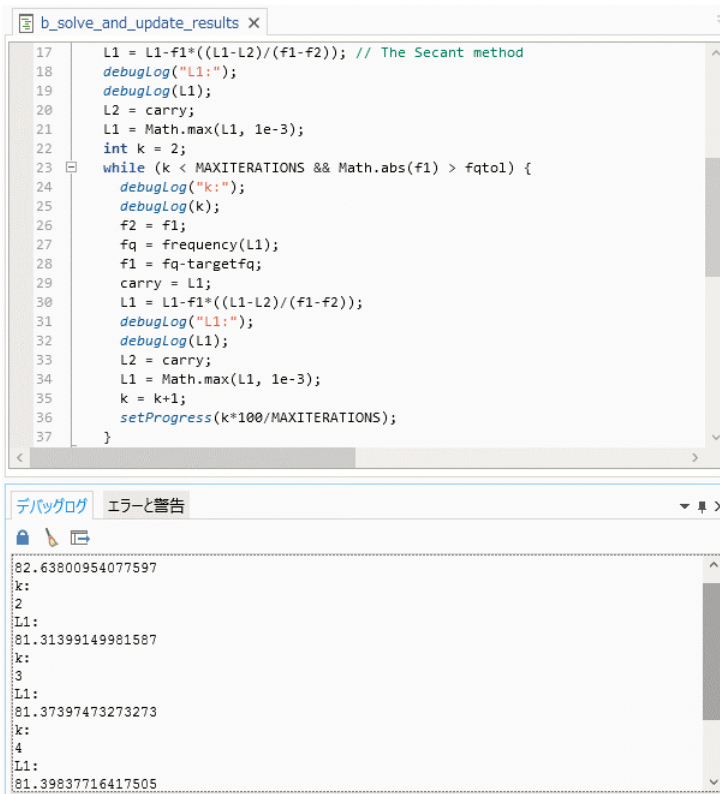 b_solve_and_update_results
17 L1 = L1-f1*((L1-L2)/(f1-f2)); // The Secant method
18 debugLog("L1:");
19 debugLog(L1);
20 L2 = carry;
21 L1 = Math.max(L1, 1e-3);
22 int k = 2;
23 while (k < MAXITERATIONS && Math.abs(f1) > fqtol) {
24 debugLog("k:");
25 debugLog(k);
26 f2 = f1;
27 fq = frequency(L1);
28 f1 = fq-targetfq;
29 carry = L1;
30 L1 = L1-f1*((L1-L2)/(f1-f2));
31 debugLog("L1:");
32 debugLog(L1);
33 L2 = carry;
34 L1 = Math.max(L1, 1e-3);
35 k = k+1;
36 setProgress(k*100/MAXITERATIONS);
37 }
デバッグログ エラーと警告
82.63800954077597
k:
2
L1:
81.31399149981587
k:
3
L1:
81.37397473273273
k:
4
L1:
81.39837716417505